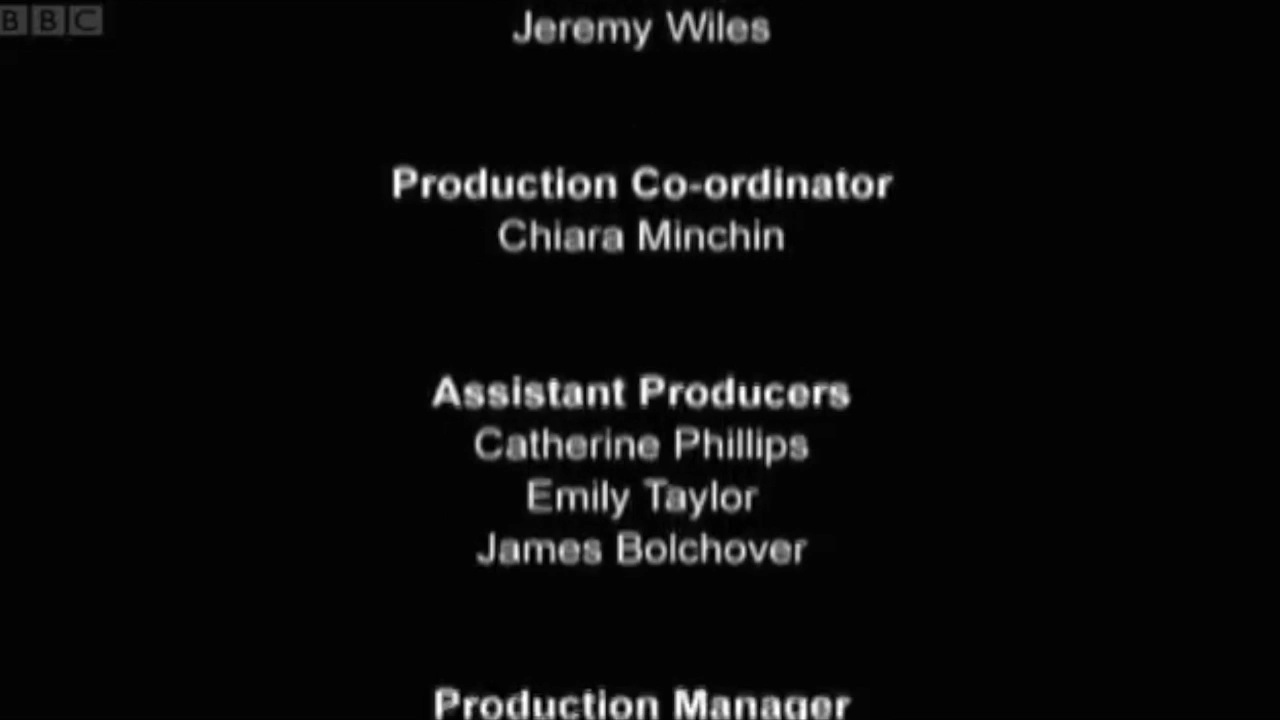 BBC
Jeremy Wiles
Production Co-ordinator
Chiara Minchin
Assistant Producers
Catherine Phillips
Emily Taylor
James Bolchover
Production Manager